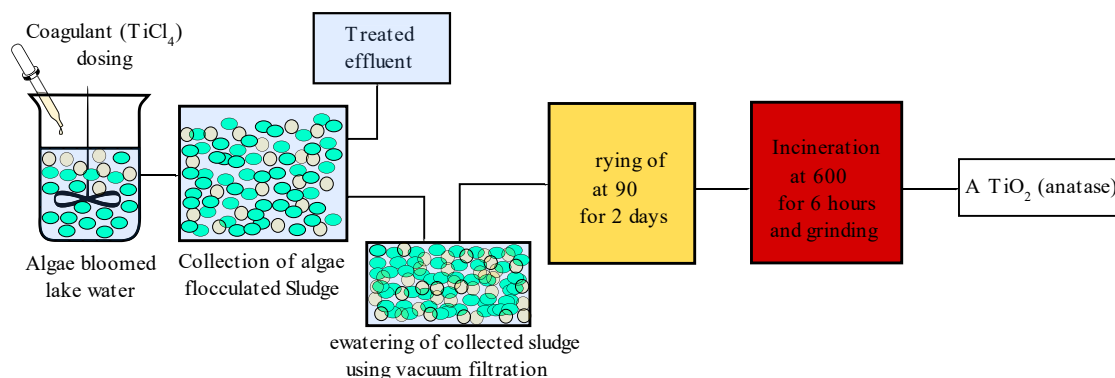 Coagulant (TiCl4)
dosing
Treated
effluent
Algae bloomed
lake water
Collection of algae
flocculated Sludge
ewatering of collected sludge
using vacuum filtration
rying of
at 90
for 2 days
Incineration
at 600
for 6 hours
and grinding
A TiO2 (anatase)